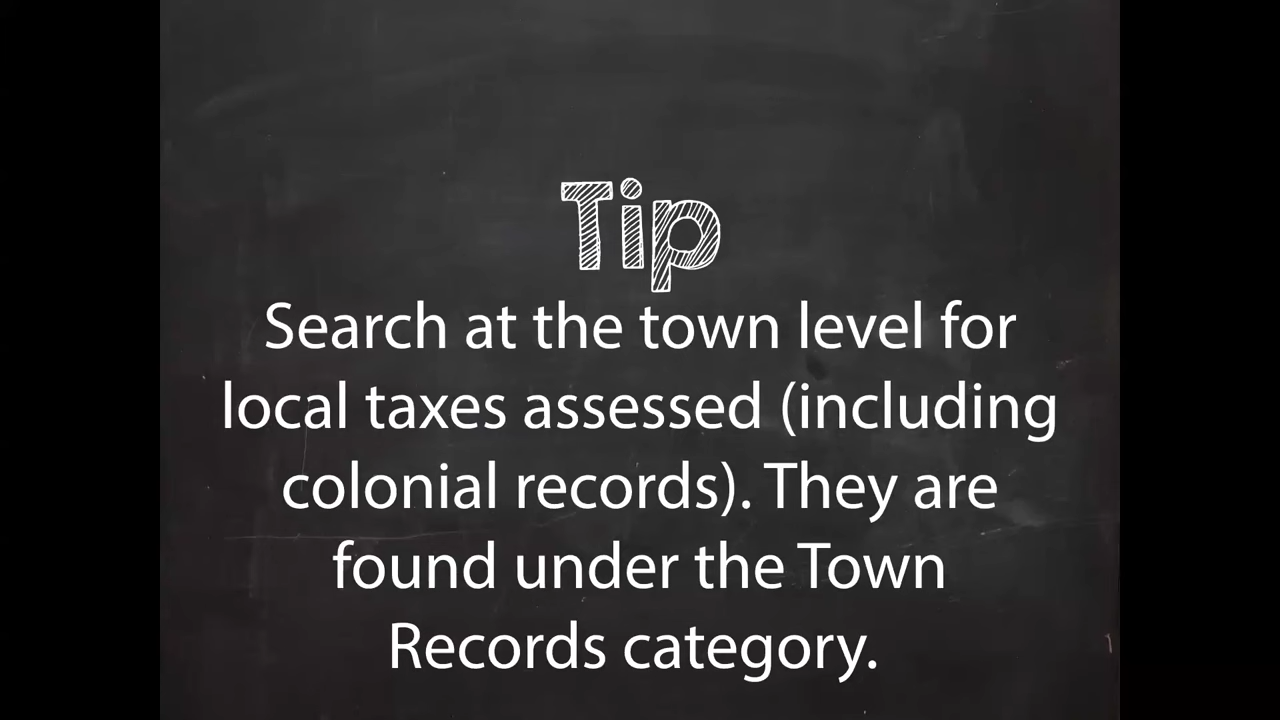 Tip
Search at the town level for
local taxes assessed (including
colonial records). They are
found under the Town
Records category.